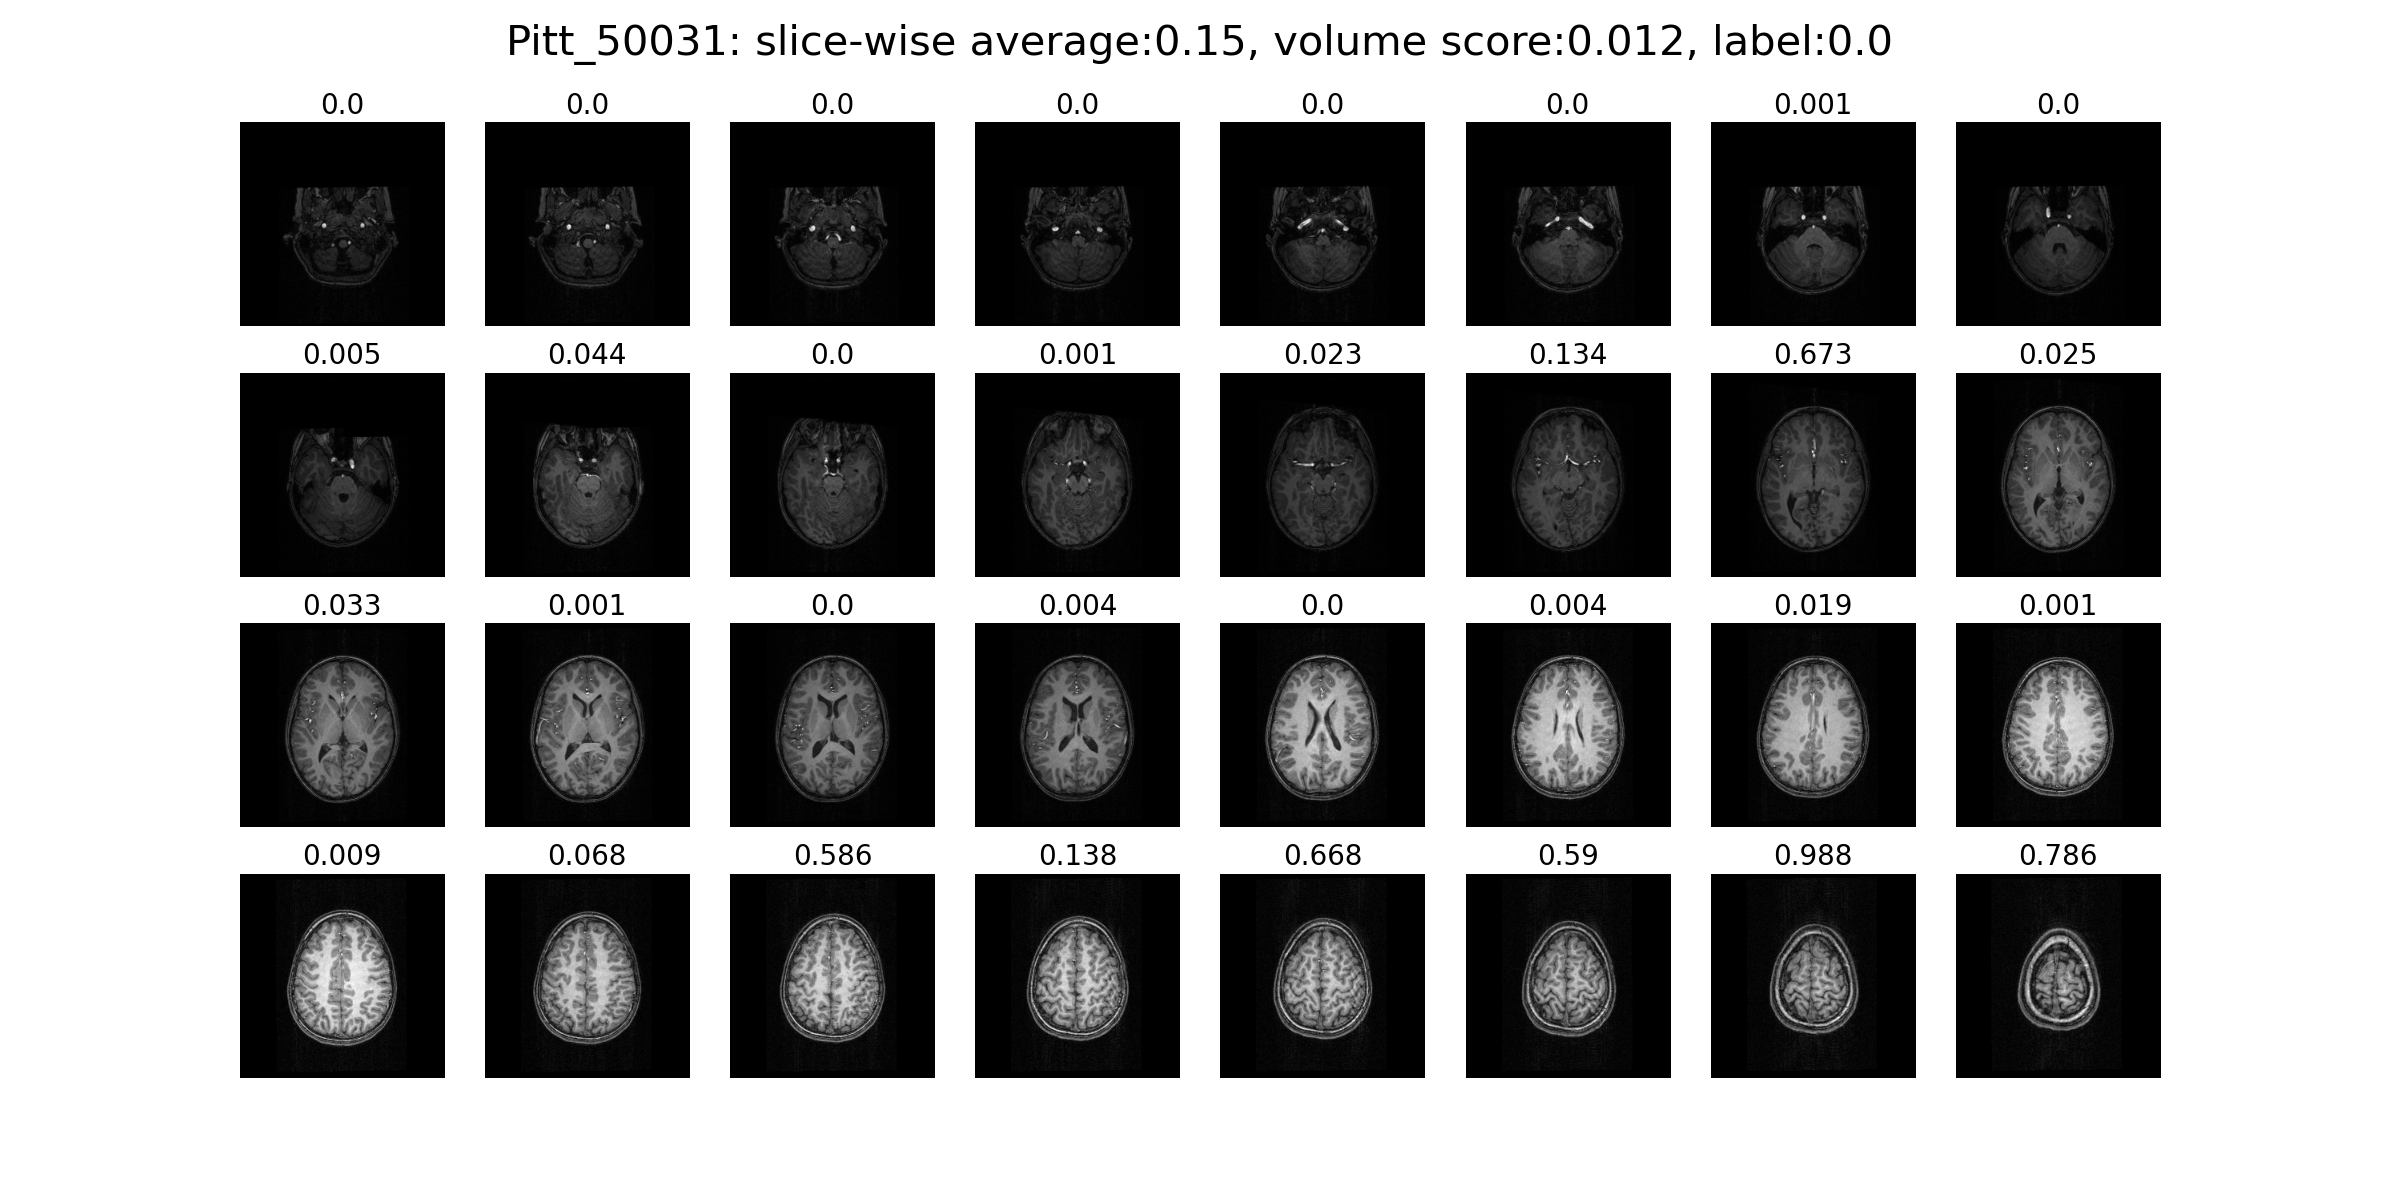 Pitt_50031: slice-wise average:0.15, volume score:0.012, label:0.0
0.0 0.0 0.0 0.0 0.0 0.0 0.001 0.0
0.005 0.044 0.0 0.001 0.023 0.134 0.673 0.025
0.033 0.001 0.0 0.004 0.0 0.004 0.019 0.001
0.009 0.068 0.586 0.138 0.668 0.59 0.988 0.786